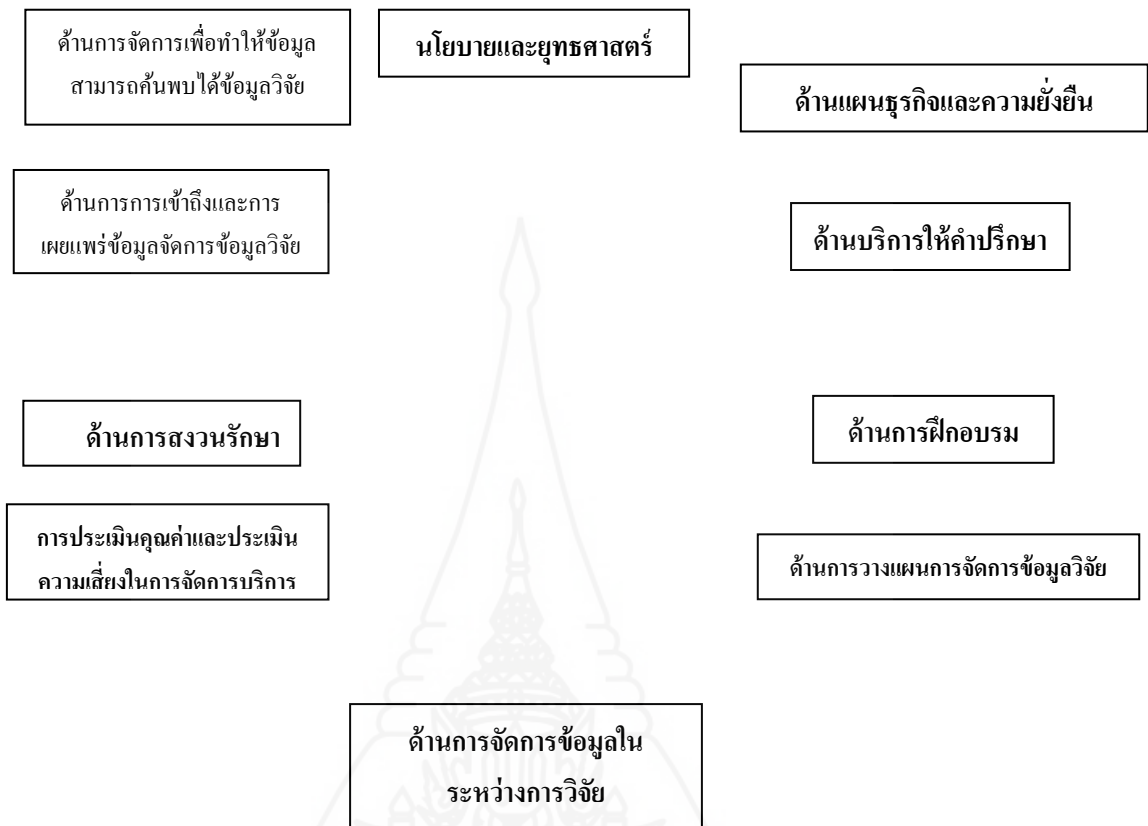 ด้านการจัดการเพื่อทำให้ข้อมูล
สามารถค้นพบได้ข้อมูลวิจัย
นโยบายและยุทธศาสตร์
ด้านแผนธุรกิจและความยั่งยืน
ด้านการการเข้าถึงและการ
เผยแพร่ข้อมูลจัดการข้อมูลวิจัย
ด้านบริการให้คำปรึกษา
ด้านการสงวนรักษา
ด้านการฝึกอบรม
การประเมินคุณค่าและประเมิน
ความเสี่ยงในการจัดการบริการ
ด้านการวางแผนการจัดการข้อมูลวิจัย
ด้านการจัดการข้อมูลใน
ระหว่างการวิจัย